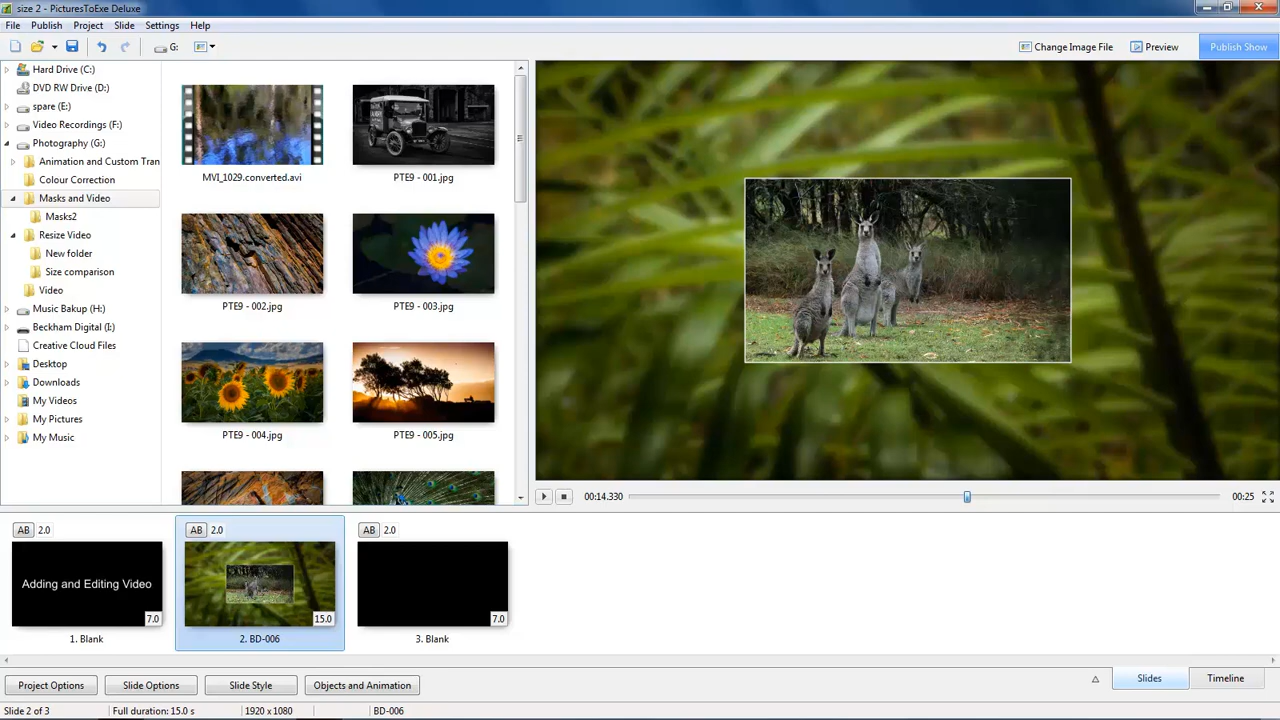 size 2 - PicturesToExe Deluxe
File Publish Project Slide Settings Help
G: Change Image File Preview Publish Show
Hard Drive (C:)
DVD RW Drive (D:)
spare (E:)
Video Recordings (F:)
Photography (G:)
Animation and Custom Tran
Colour Correction
Masks and Video
Masks2
Resize Video
New folder
Size comparison
Video
Music Bakup (H:)
Beckham Digital (I:)
Creative Cloud Files
Desktop
Downloads
My Videos
My Pictures
My Music
MVI_1029.converted.avi PTE9 - 001.jpg
PTE9 - 002.jpg PTE9 - 003.jpg
PTE9 - 004.jpg PTE9 - 005.jpg
00:14.330 00:25
AB 2.0 AB 2.0 AB 2.0
Adding and Editing Video
7.0 15.0 7.0
1. Blank 2. BD-006 3. Blank
Project Options Slide Options Slide Style Objects and Animation Slides Timeline
Slide 2 of 3 Full duration: 15.0 s 1920 x1080 BD-006